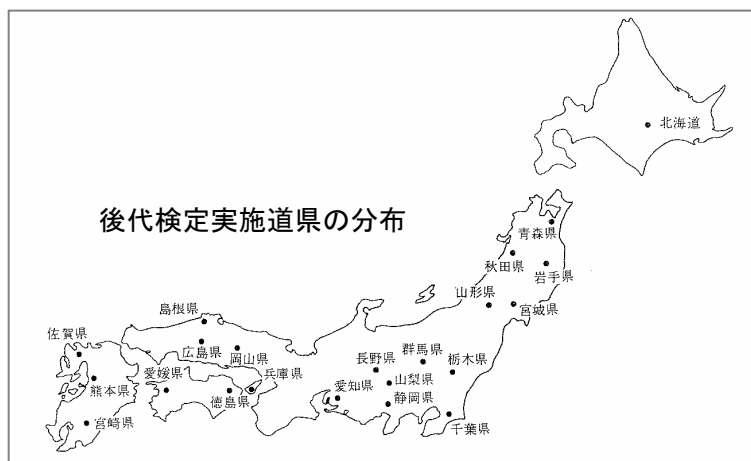 北海道
青森県
後代検定実施道県の分布
秋田県
岩手県
山形県
宮城県
島根県
佐賀県
広島県
岡山県
長野県
群馬県
栃木県
熊本県
愛媛県
徳島県
兵庫県
愛知県
山梨県
静岡県
宮崎県
千葉県